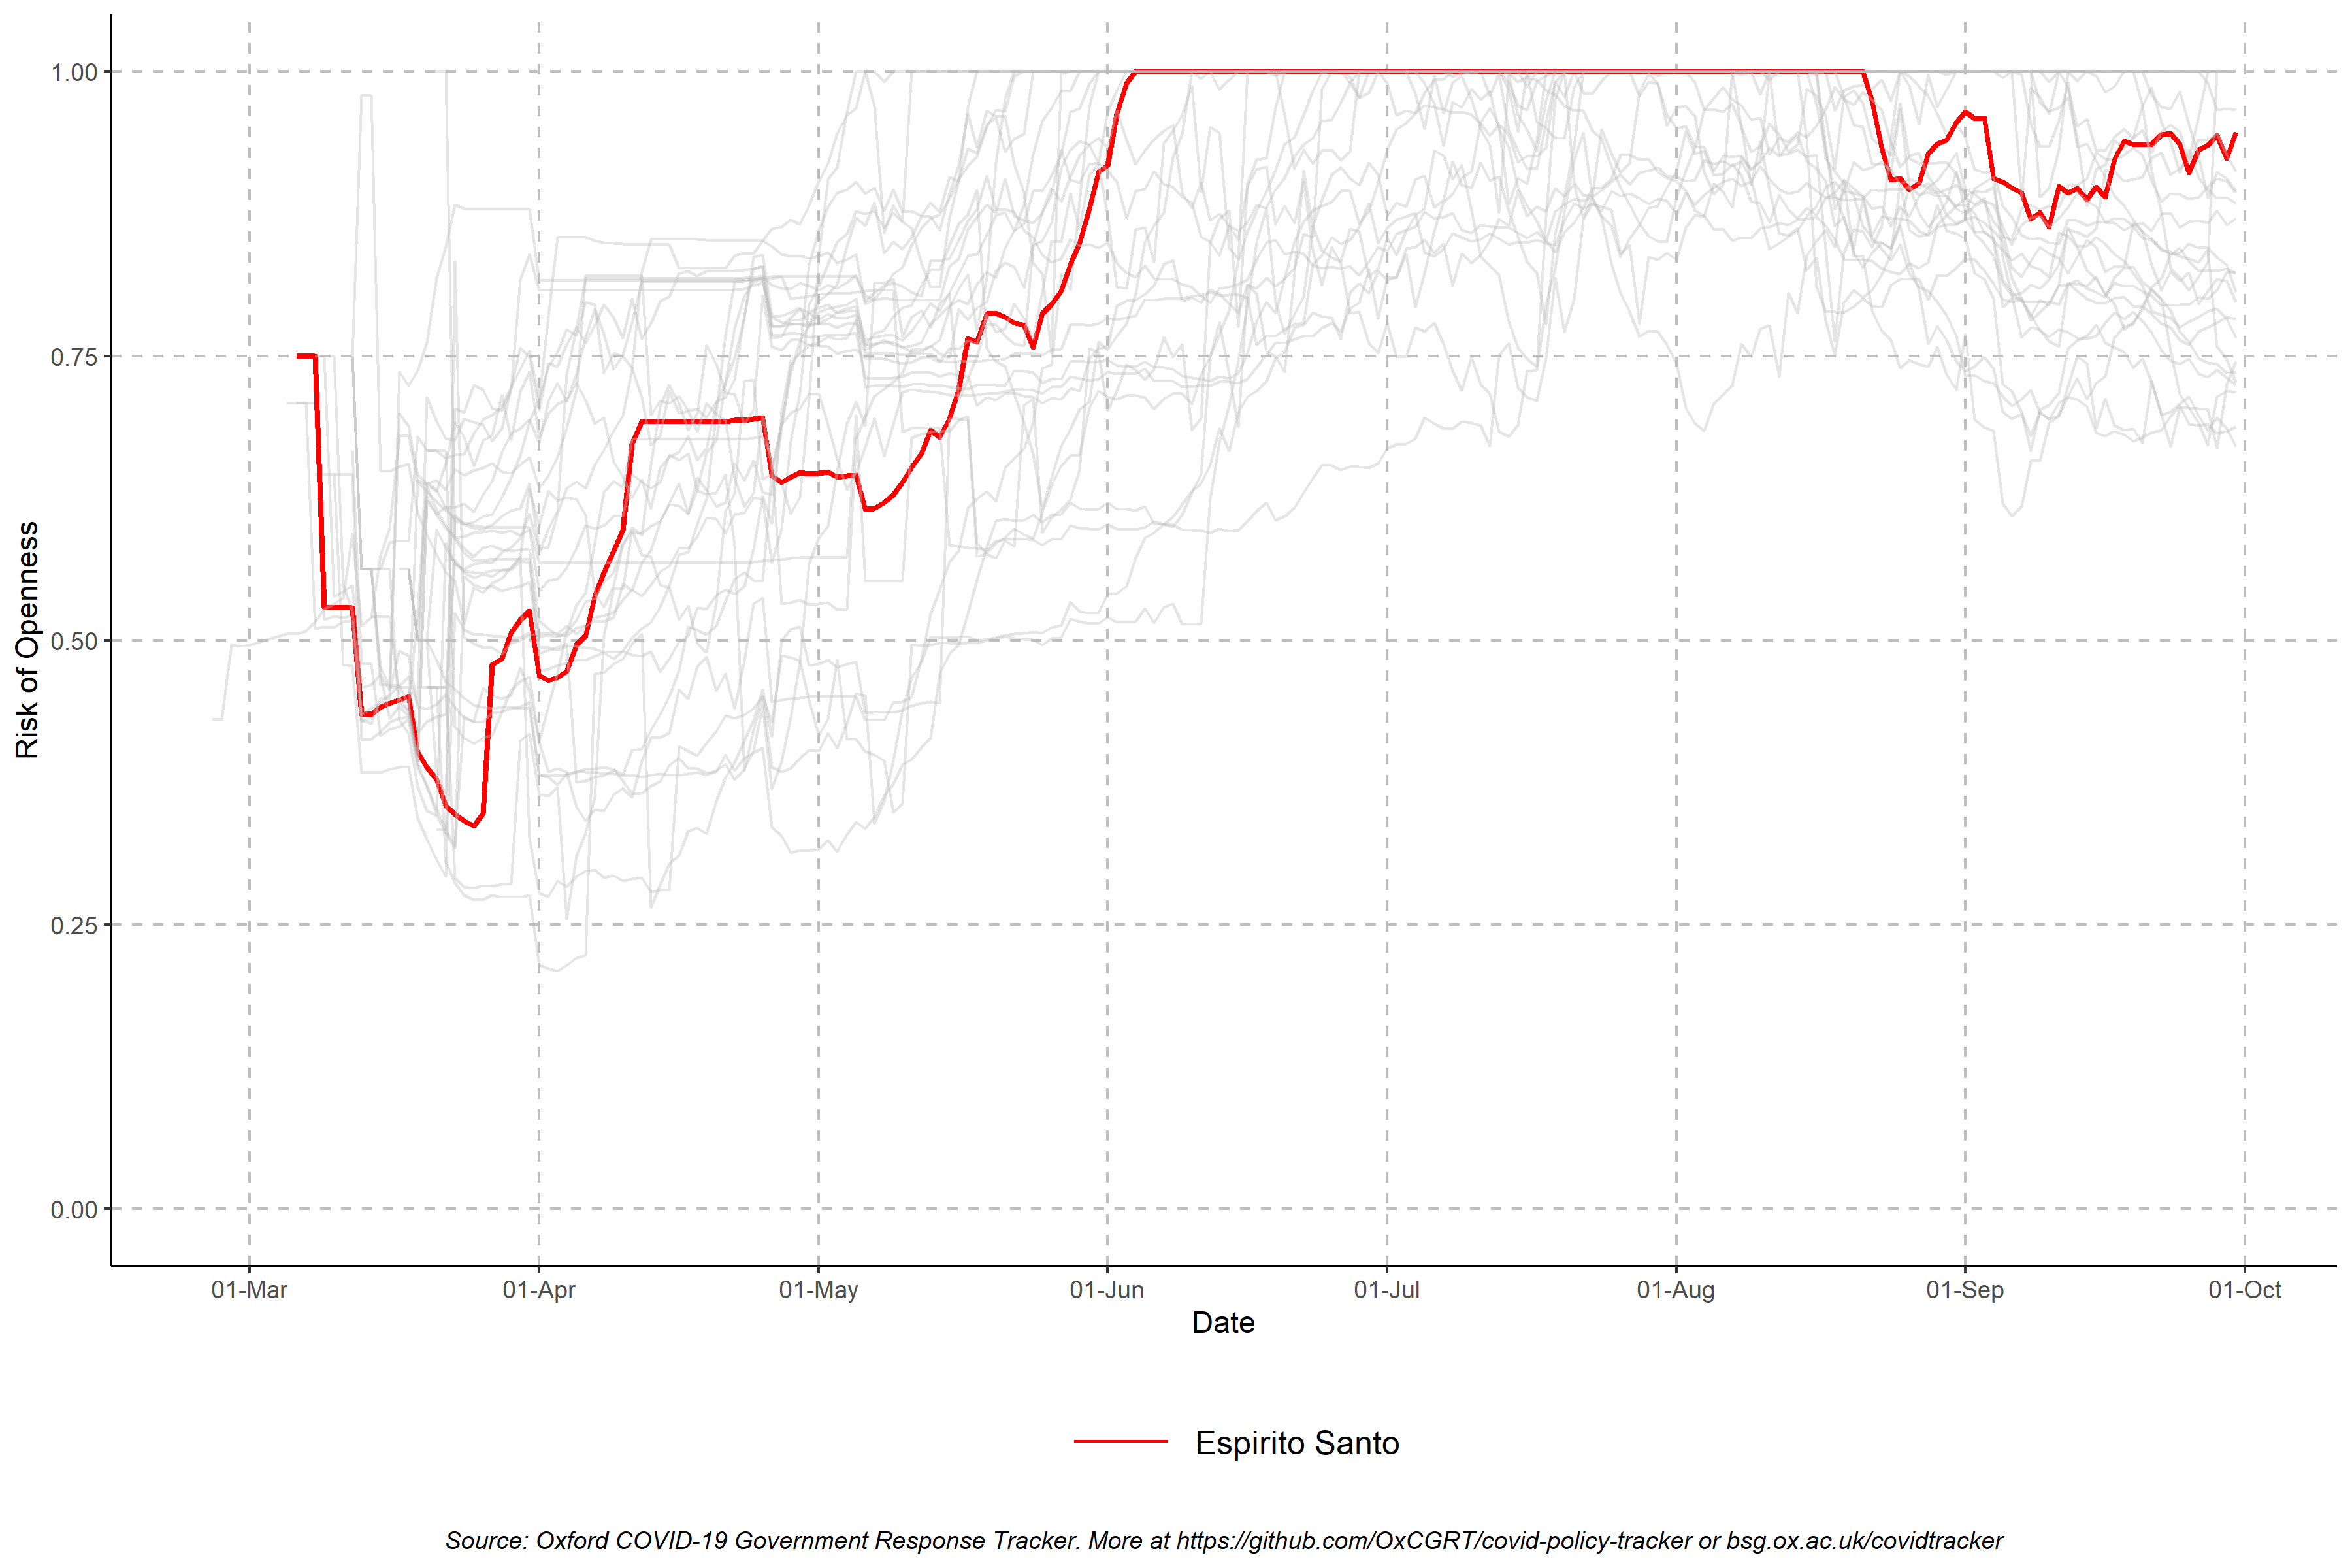 1.00
0.75
0.50
0.25
0.00
Risk of Openness
01-Mar 01-Apr 01-May 01-Jun 01-Jul 01-Aug 01-Sep 01-Oct
Date
Espirito Santo
Source: Oxford COVID-19 Government Response Tracker. More at https://github.com/OxCGRT/covid-policy-tracker or bsg.ox.ac.uk/covidtracker